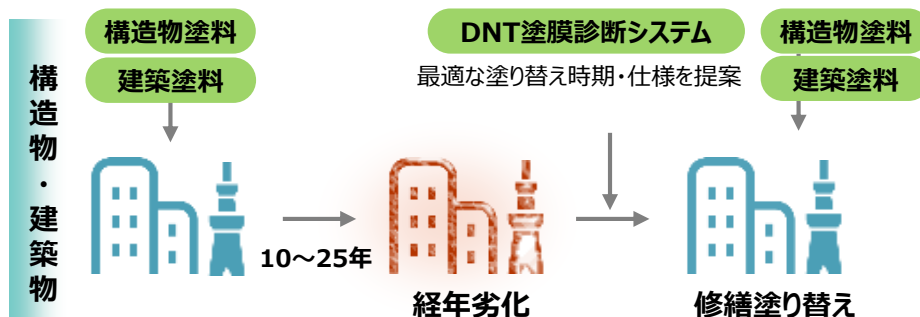 構造物・建築物
構造物塗料
建築塗料
DNT塗膜診断システム
最適な塗り替え時期・仕様を提案
構造物塗料
建築塗料
10～25年
経年劣化
修繕塗り替え